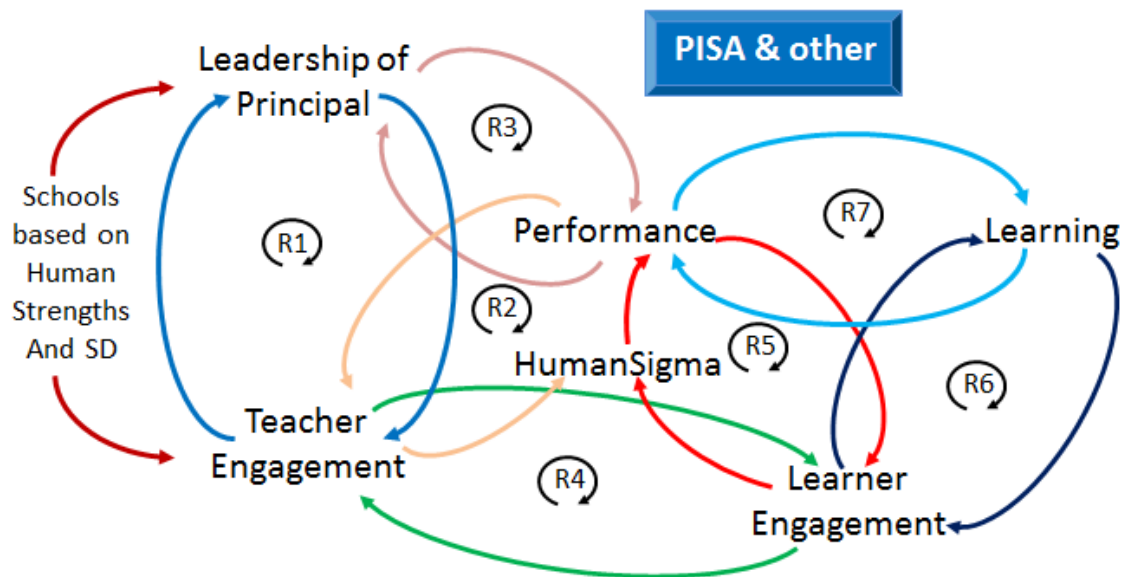 PISA & other
Leadership of
Principal
R3
Schools
based on
Human
Strengths
And SD
R1
Performance
R7
Learning
R2
HumanSigma
R5
R6
Teacher
Engagement
R4
Learner
Engagement